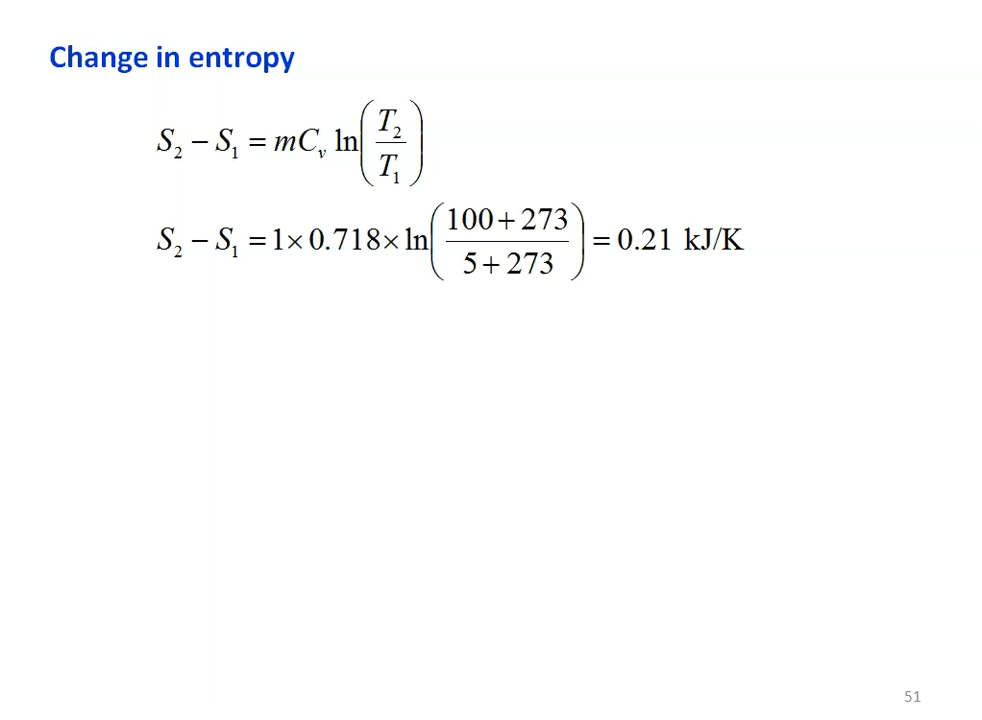 Change in entropy
S₂ − S₁ = mCᵥ ln(T₂/T₁)
S₂ − S₁ = 1×0.718×ln((100+273)/(5+273)) = 0.21 kJ/K
51